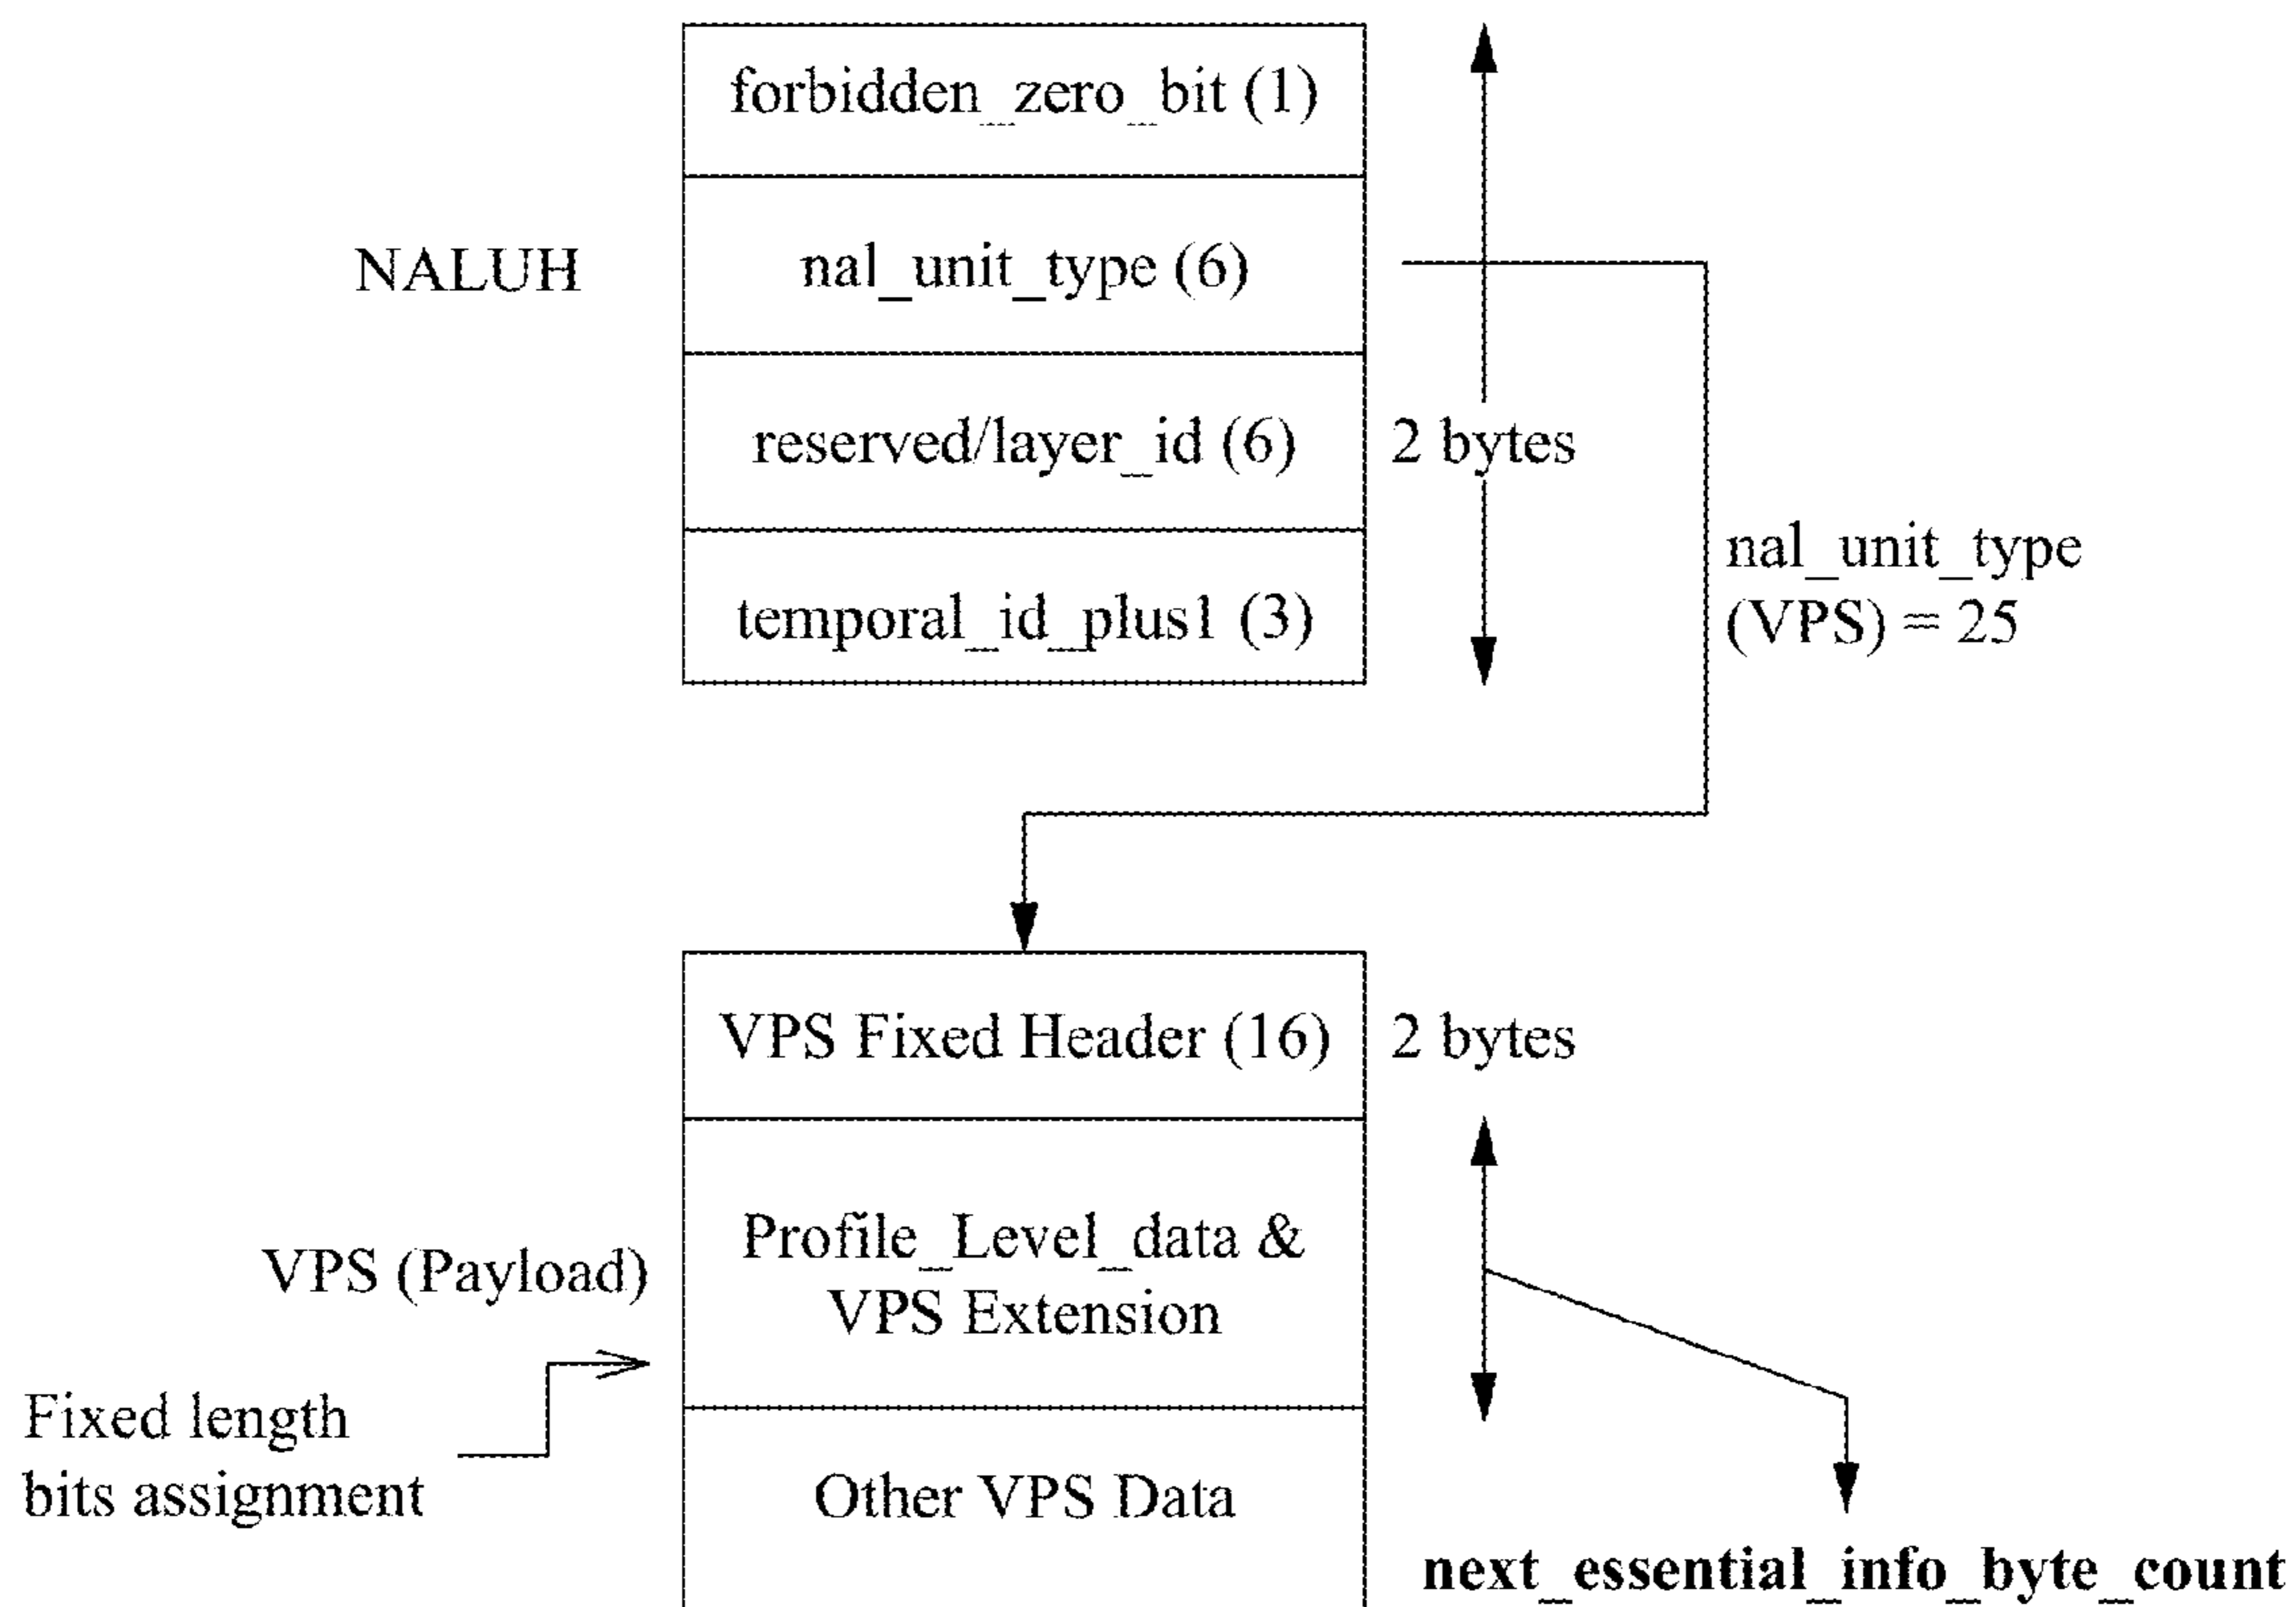 forbidden_zero_bit (1)
NALUH
nal_unit_type (6)
reserved/layer_id (6)
2 bytes
temporal_id_plus1 (3)
nal_unit_type
(VPS) = 25
VPS Fixed Header (16)
2 bytes
Profile_Level_data &
VPS Extension
VPS (Payload)
Fixed length
bits assignment
Other VPS Data
next_essential_info_byte_count